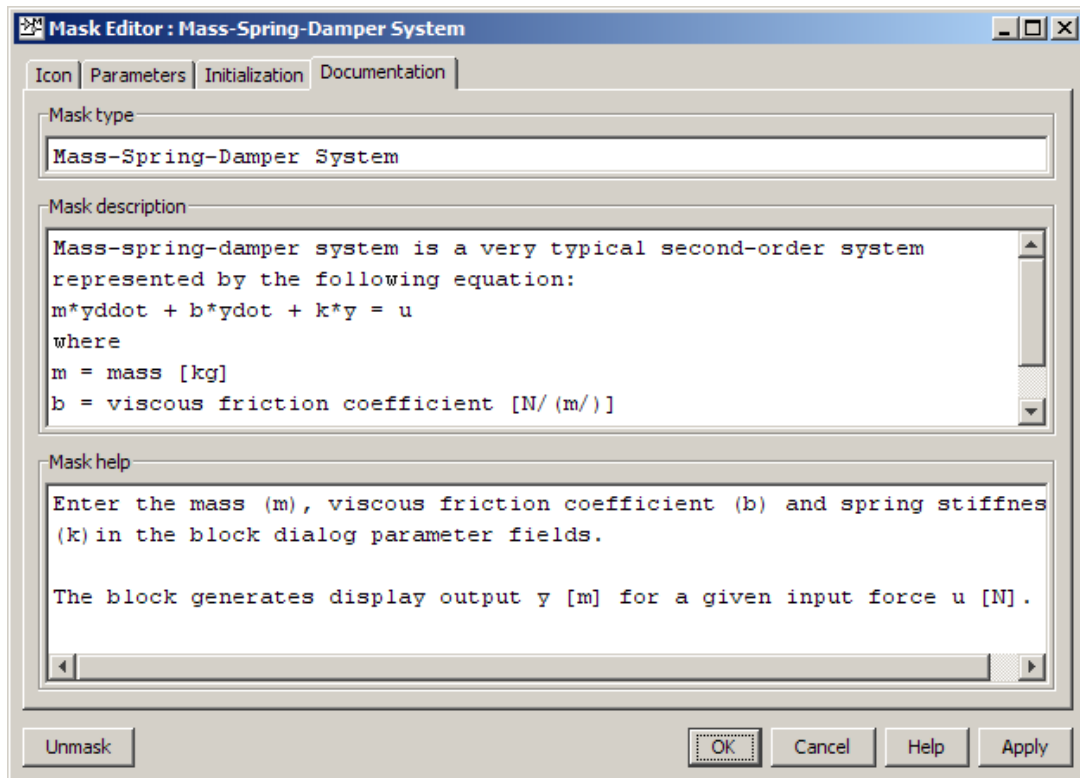 Mask Editor : Mass-Spring-Damper System
Icon Parameters Initialization Documentation
Mask type
Mass-Spring-Damper System
Mask description
Mass-spring-damper system is a very typical second-order system
represented by the following equation:
m*yddot + b*ydot + k*y = u
where
m = mass [kg]
b = viscous friction coefficient [N/(m/)]
Mask help
Enter the mass (m), viscous friction coefficient (b) and spring stiffnes
(k)in the block dialog parameter fields.
The block generates display output y [m] for a given input force u [N].
Unmask OK Cancel Help Apply